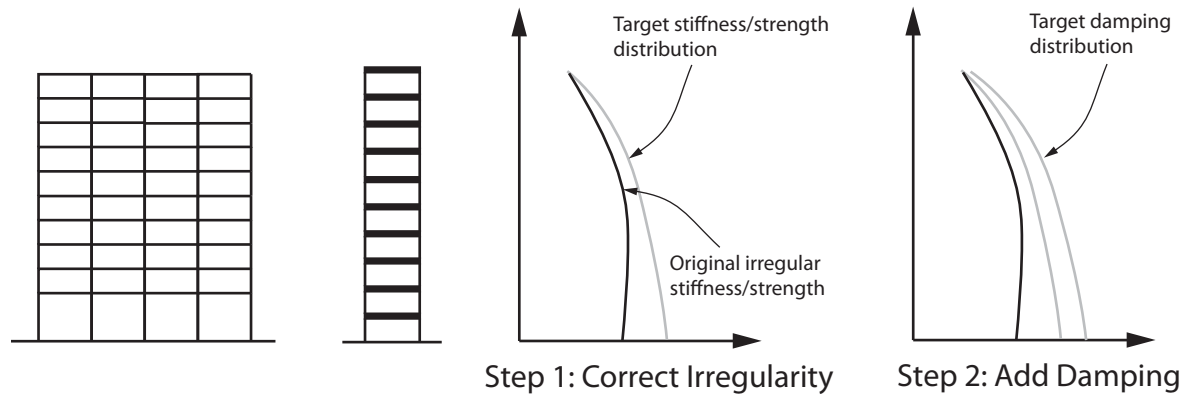 Target stiffness/strength
distribution
Original irregular
stiffness/strength
Step 1: Correct Irregularity
Target damping
distribution
Step 2: Add Damping